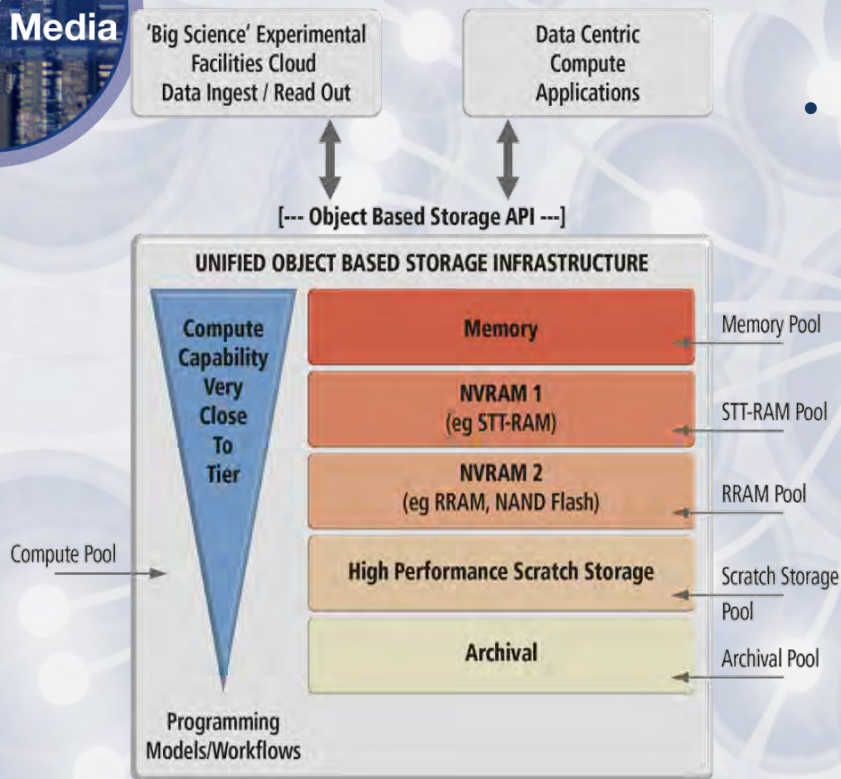 Media
'Big Science' Experimental
Facilities Cloud
Data Ingest / Read Out
Data Centric
Compute
Applications
[--- Object Based Storage API ---]
UNIFIED OBJECT BASED STORAGE INFRASTRUCTURE
Compute
Capability
Very
Close
To
Tier
Memory
Memory Pool
NVRAM 1
(eg STT-RAM)
STT-RAM Pool
NVRAM 2
(eg RRAM, NAND Flash)
RRAM Pool
Compute Pool
High Performance Scratch Storage
Scratch Storage
Pool
Archival
Archival Pool
Programming
Models/Workflows